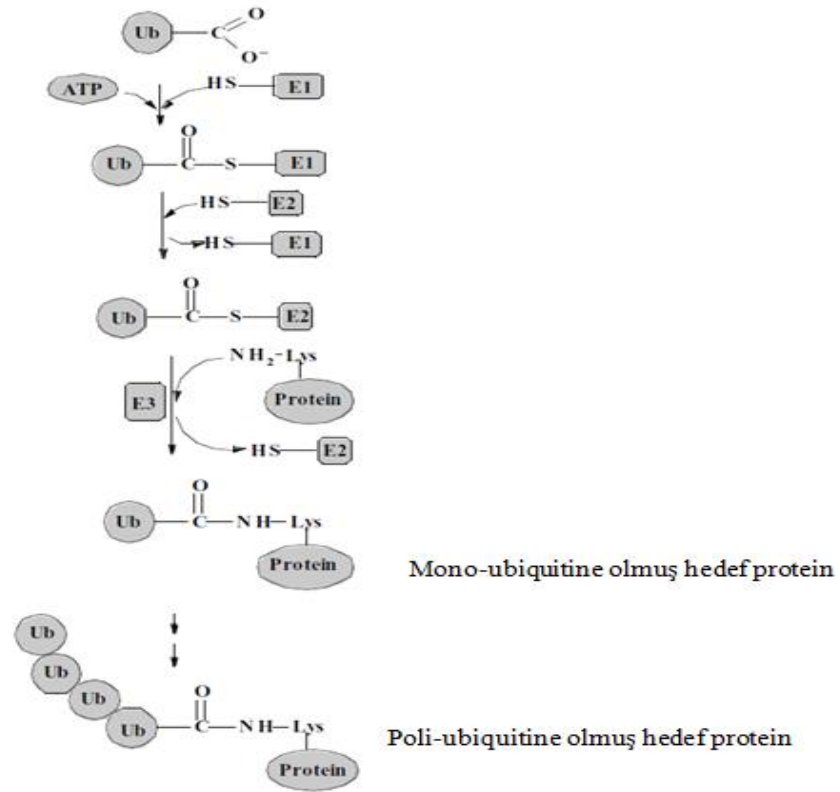 Ub C O
O⁻
ATP HS E1
O
Ub C S E1
HS E2
HS E1
O
Ub C S E2
NH₂-Lys
E3 Protein
HS E2
O
Ub C NH Lys
Protein Mono-ubiquitine olmuş hedef protein
Ub
Ub
Ub O
Ub C NH Lys
Poli-ubiquitine olmuş hedef protein
Protein